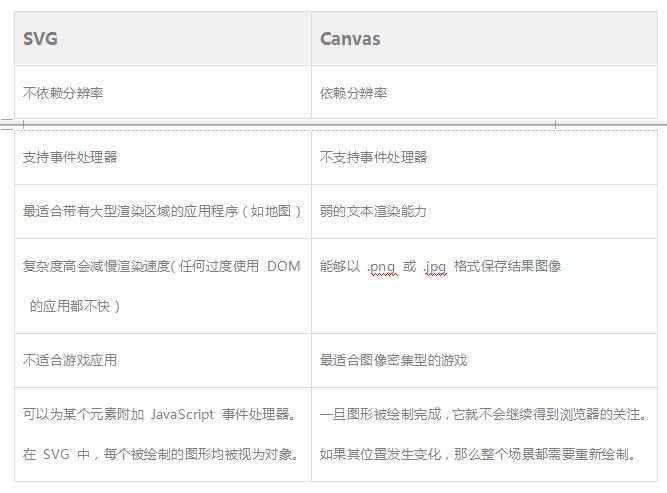 SVG Canvas
不依赖分辨率 依赖分辨率
支持事件处理器 不支持事件处理器
最适合带有大型渲染区域的应用程序（如地图） 弱的文本渲染能力
复杂度高会减慢渲染速度（任何过度使用 DOM 能够以 .png 或 .jpg 格式保存结果图像
的应用都不快）
不适合游戏应用 最适合图像密集型的游戏
可以为某个元素附加 JavaScript 事件处理器。 一旦图形被绘制完成，它就不会继续得到浏览器的关注。
在 SVG 中，每个被绘制的图形均被视为对象。 如果其位置发生变化，那么整个场景都需要重新绘制。